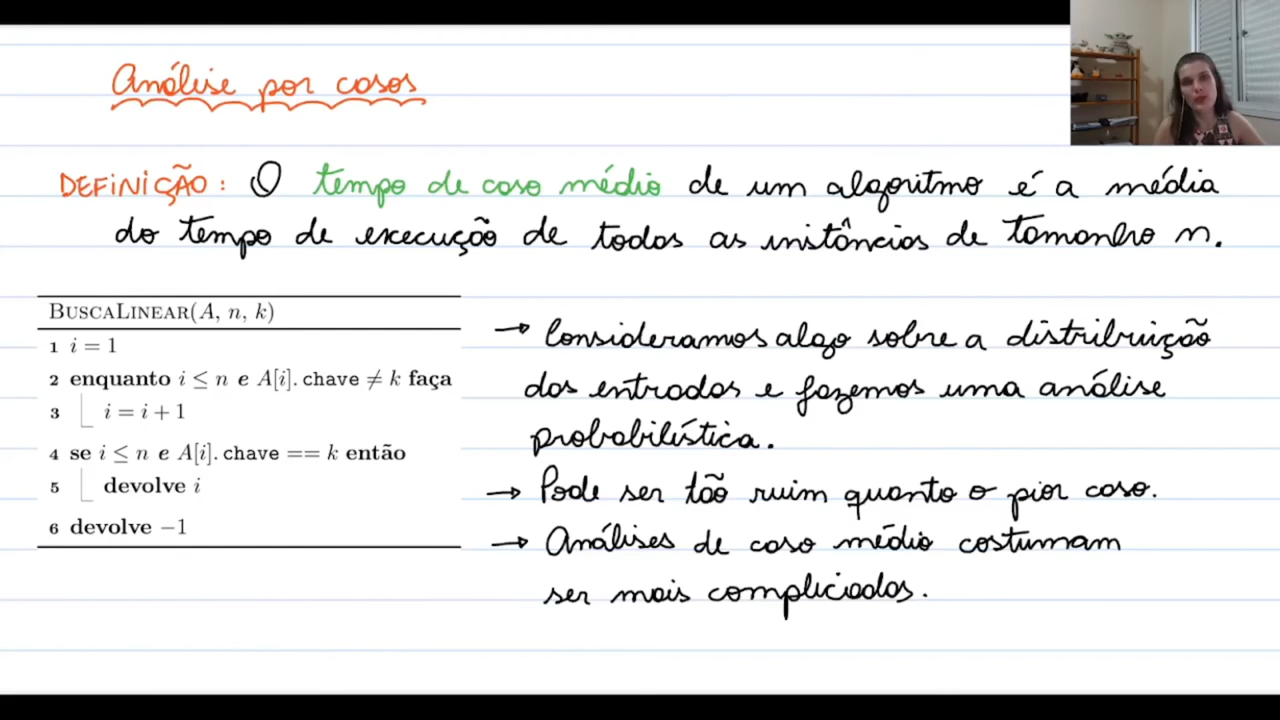 Análise por casos
DEFINIÇÃO: O tempo de caso médio de um algoritmo é a média
do tempo de execução de todas as instâncias de tamanho n.
BUSCALINEAR(A, n, k)
1 i = 1
2 enquanto i ≤ n e A[i]. chave ≠ k faça
3 i = i + 1
4 se i ≤ n e A[i]. chave == k então
5 devolve i
6 devolve −1
→ Consideramos algo sobre a distribuição
das entradas e fazemos uma análise
probabilística.
→ Pode ser tão ruim quanto o pior caso.
→ Análises de caso médio costumam
ser mais compliciadas.